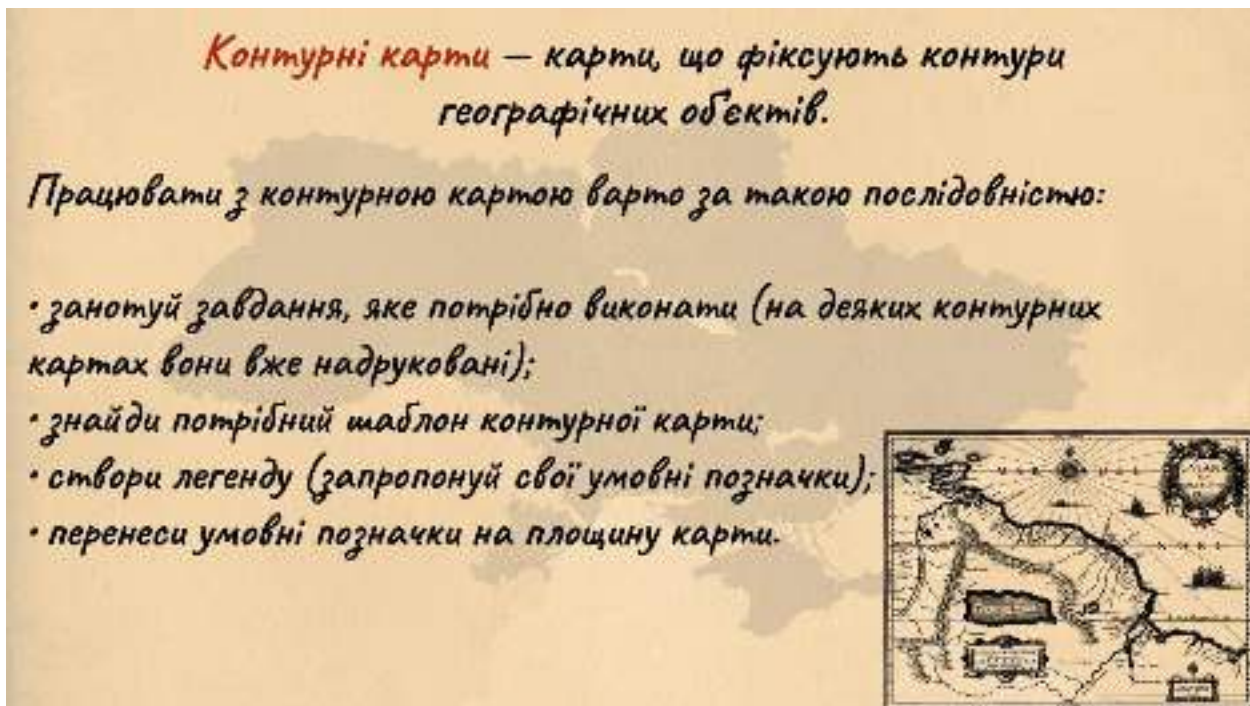 Контурні карти — карти, що фіксують контури
географічних об'єктів.
Працювати з контурною картою варто за такою послідовністю:
• занотуй завдання, яке потрібно виконати (на деяких контурних
картах вони вже надруковані);
• знайди потрібний шаблон контурної карти;
• створи легенду (запропонуй свої умовні позначки);
• перенеси умовні позначки на площину карти.